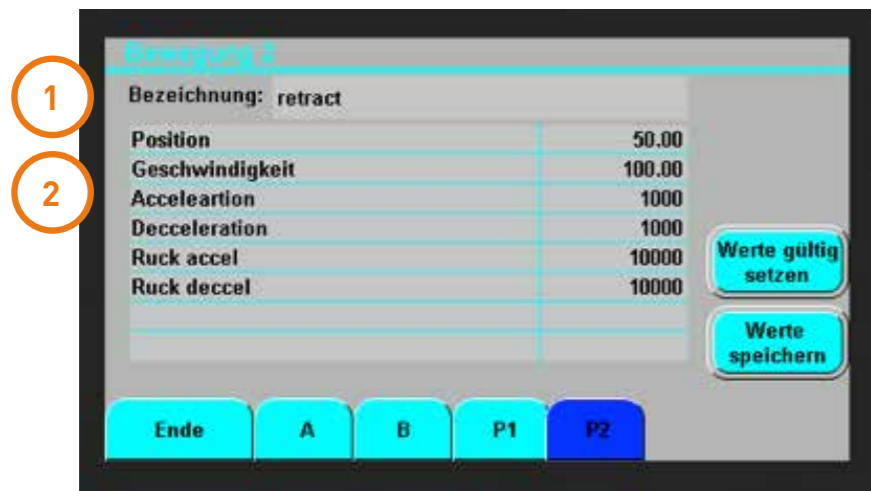 Bewegung 2
1
Bezeichnung: retract
Position 50.00
2
Geschwindigkeit 100.00
Acceleartion 1000
Decceleration 1000
Ruck accel 10000
Ruck deccel 10000
Werte gültig
setzen
Werte
speichern
Ende A B P1 P2